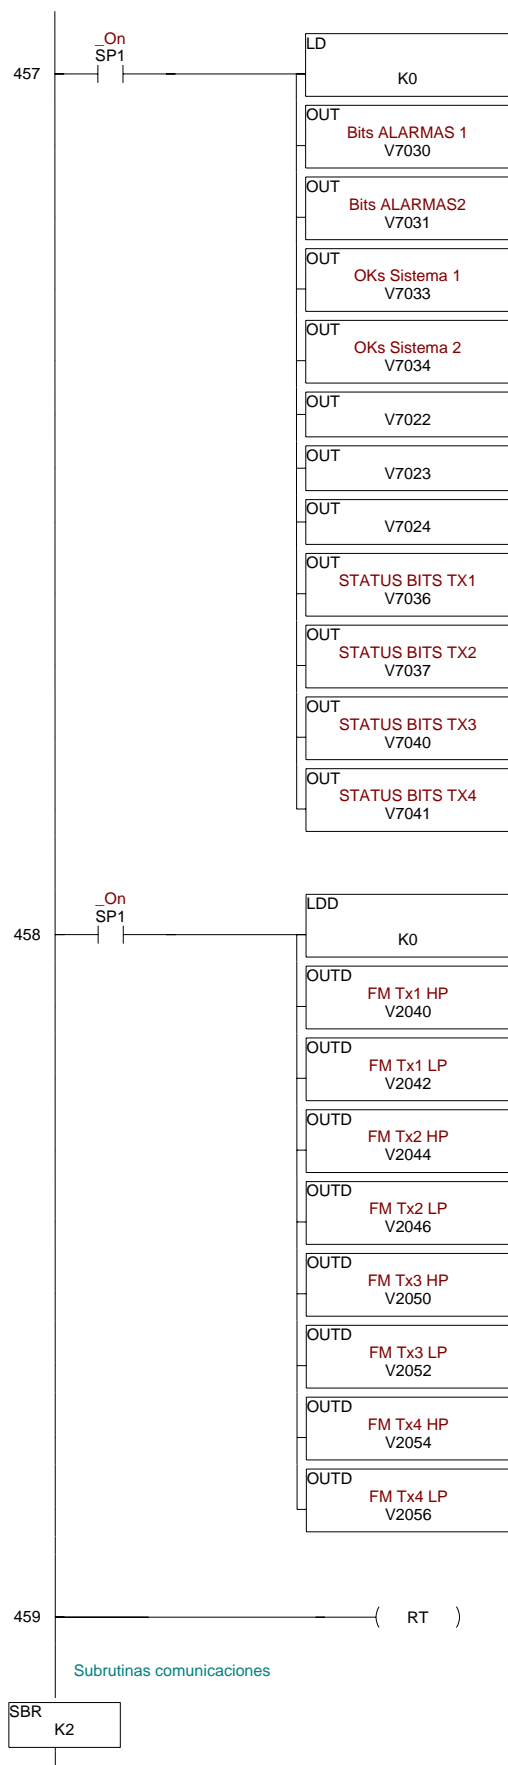 _On
SP1
457
LD
K0
OUT
Bits ALARMAS 1
V7030
OUT
Bits ALARMAS2
V7031
OUT
OKs Sistema 1
V7033
OUT
OKs Sistema 2
V7034
OUT
V7022
OUT
V7023
OUT
V7024
OUT
STATUS BITS TX1
V7036
OUT
STATUS BITS TX2
V7037
OUT
STATUS BITS TX3
V7040
OUT
STATUS BITS TX4
V7041
_On
SP1
458
LDD
K0
OUTD
FM Tx1 HP
V2040
OUTD
FM Tx1 LP
V2042
OUTD
FM Tx2 HP
V2044
OUTD
FM Tx2 LP
V2046
OUTD
FM Tx3 HP
V2050
OUTD
FM Tx3 LP
V2052
OUTD
FM Tx4 HP
V2054
OUTD
FM Tx4 LP
V2056
459
( RT )
Subrutinas comunicaciones
SBR
K2